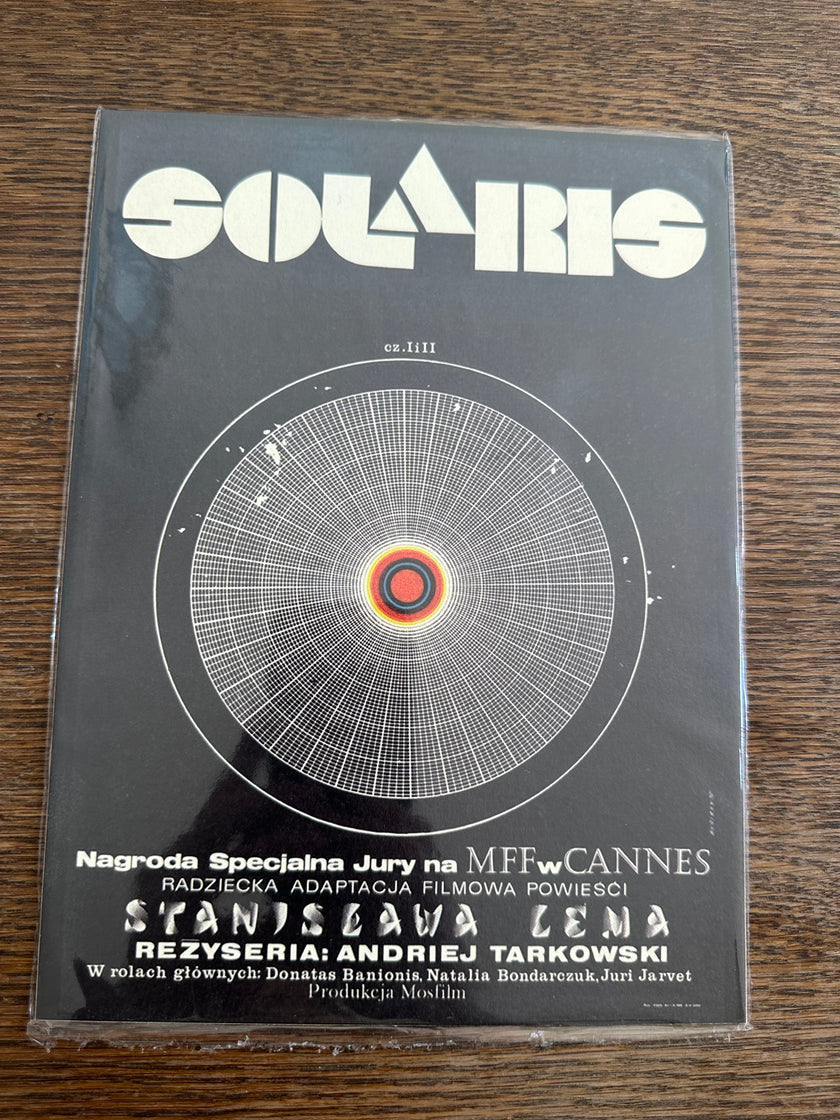 SOLARIS
cz.IiII
Nagroda Specjalna Jury na MFFwCANNES
RADZIECKA ADAPTACJA FILMOWA POWIEŚCI
STANISŁAWA LEMA
REŻYSERIA: ANDRIEJ TARKOWSKI
W rolach głównych: Donatas Banionis, Natalia Bondarczuk, Juri Jarvet
Produkcja Mosfilm